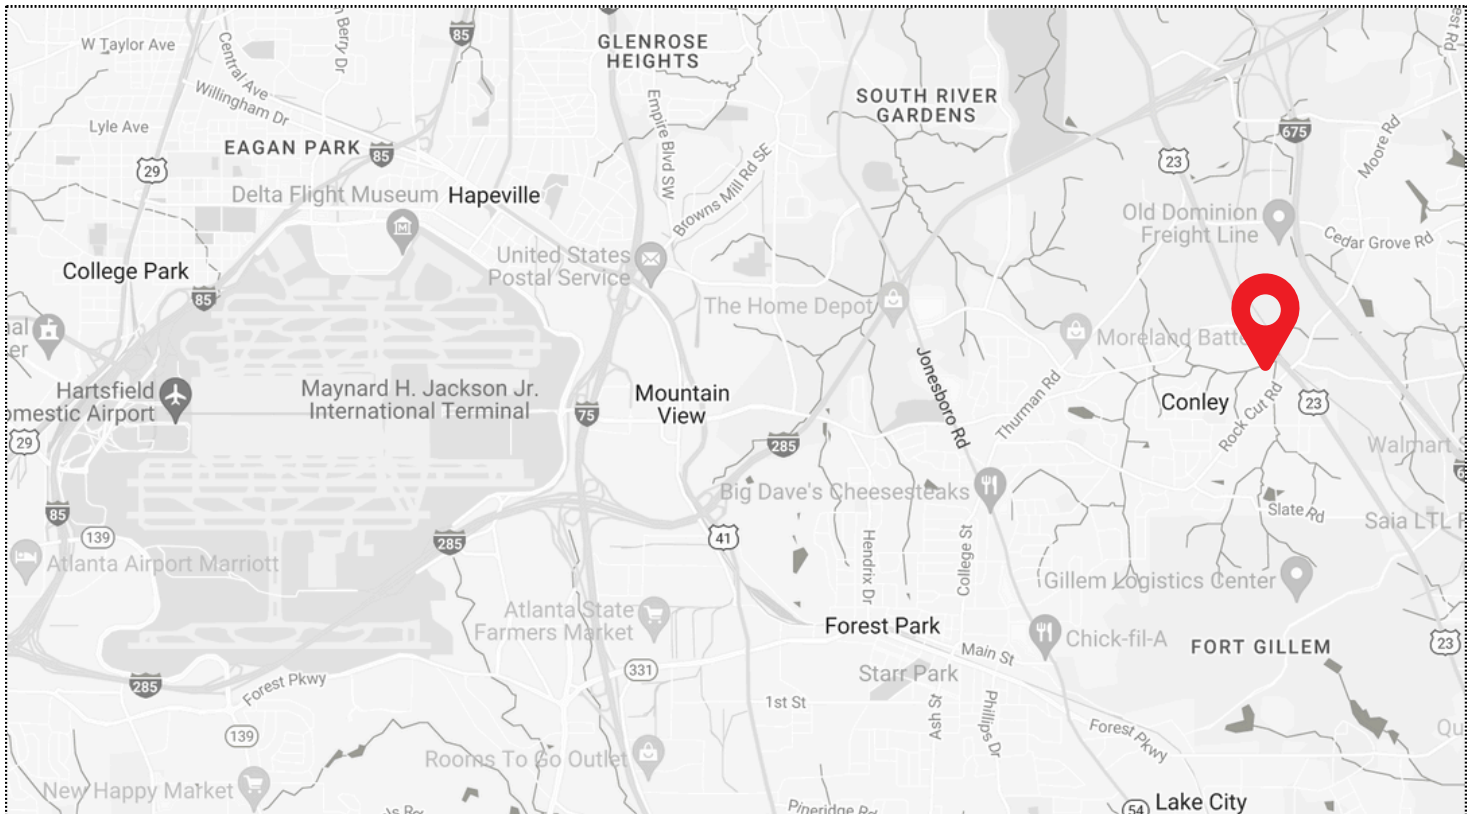 W Taylor Ave
Central Ave
Berry Dr
85
GLENROSE
HEIGHTS
Willingham Dr
Empire Blvd SW
SOUTH RIVER
GARDENS
Lyle Ave
675
Moore Rd
EAGAN PARK
85
29
23
Delta Flight Museum
Hapeville
Browns Mill Rd SE
Old Dominion
Freight Line
Cedar Grove Rd
United States
Postal Service
College Park
85
The Home Depot
Moreland Batte
Jonesboro Rd
Thurman Rd
Hartsfield
omestic Airport
Maynard H. Jackson Jr.
International Terminal
75
Mountain
View
Conley
Rock Cut Rd
23
29
285
Walmart
Big Dave's Cheesesteaks
Slate Rd
Saia LTL
85
139
285
41
Hendrix Dr
College St
Atlanta Airport Marriott
Gillem Logistics Center
Atlanta State
Farmers Market
Forest Park
Chick-fil-A
FORT GILLEM
23
Main St
331
Starr Park
285
Forest Pkwy
1st St
Ash St
Phillips Dr
Forest Pkwy
139
Rooms To Go Outlet
New Happy Market
Pineridge Rd
54
Lake City